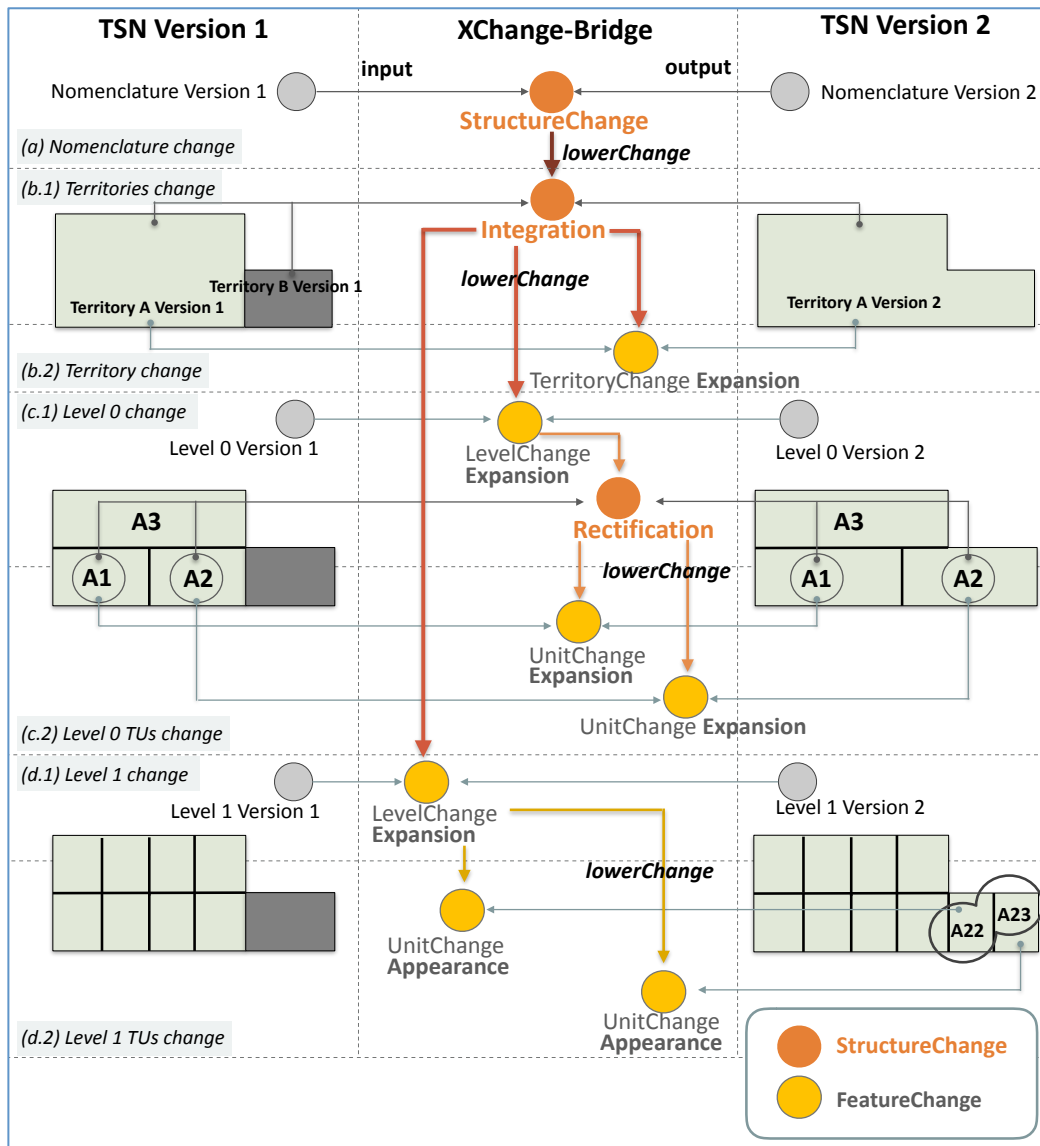 TSN Version 1
XChange-Bridge
TSN Version 2
input
output
Nomenclature Version 1
Nomenclature Version 2
StructureChange
(a) Nomenclature change
lowerChange
(b.1) Territories change
Integration
lowerChange
Territory B Version 1
Territory A Version 1
Territory A Version 2
(b.2) Territory change
TerritoryChange Expansion
(c.1) Level 0 change
Level 0 Version 1
Level 0 Version 2
LevelChange
Expansion
A3
A3
Rectification
A1
A2
lowerChange
A1
A2
UnitChange
Expansion
UnitChange Expansion
(c.2) Level 0 TUs change
(d.1) Level 1 change
Level 1 Version 1
Level 1 Version 2
LevelChange
Expansion
lowerChange
A22
A23
UnitChange
Appearance
UnitChange
Appearance
(d.2) Level 1 TUs change
StructureChange
FeatureChange